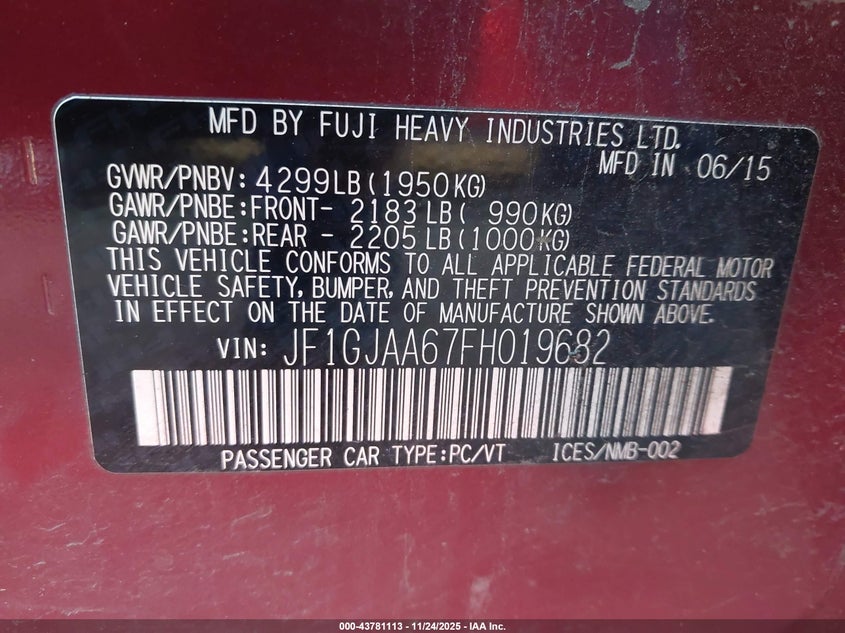 MFD BY FUJI HEAVY INDUSTRIES LTD.
MFD IN 06/15
GVWR/PNBV: 4299LB (1950KG)
GAWR/PNBE:FRONT- 2183 LB ( 990KG)
GAWR/PNBE:REAR - 2205 LB (1000KG)
THIS VEHICLE CONFORMS TO ALL APPLICABLE FEDERAL MOTOR
VEHICLE SAFETY, BUMPER, AND THEFT PREVENTION STANDARDS
IN EFFECT ON THE DATE OF MANUFACTURE SHOWN ABOVE.
VIN: JF1GJAA67FH019682
PASSENGER CAR TYPE:PC/VT ICES/NMB-002
000-43781113 - 11/24/2025 - IAA Inc.